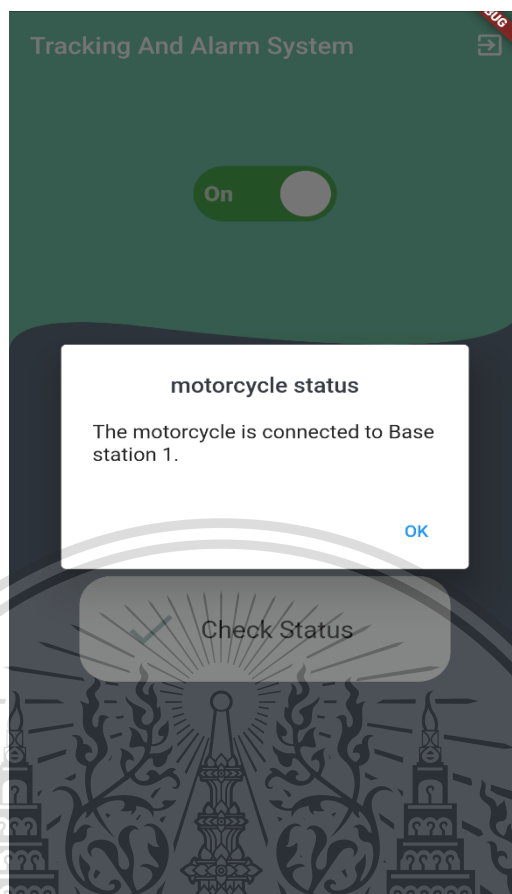 Tracking And Alarm System
On
motorcycle status
The motorcycle is connected to Base
station 1.
OK
Check Status